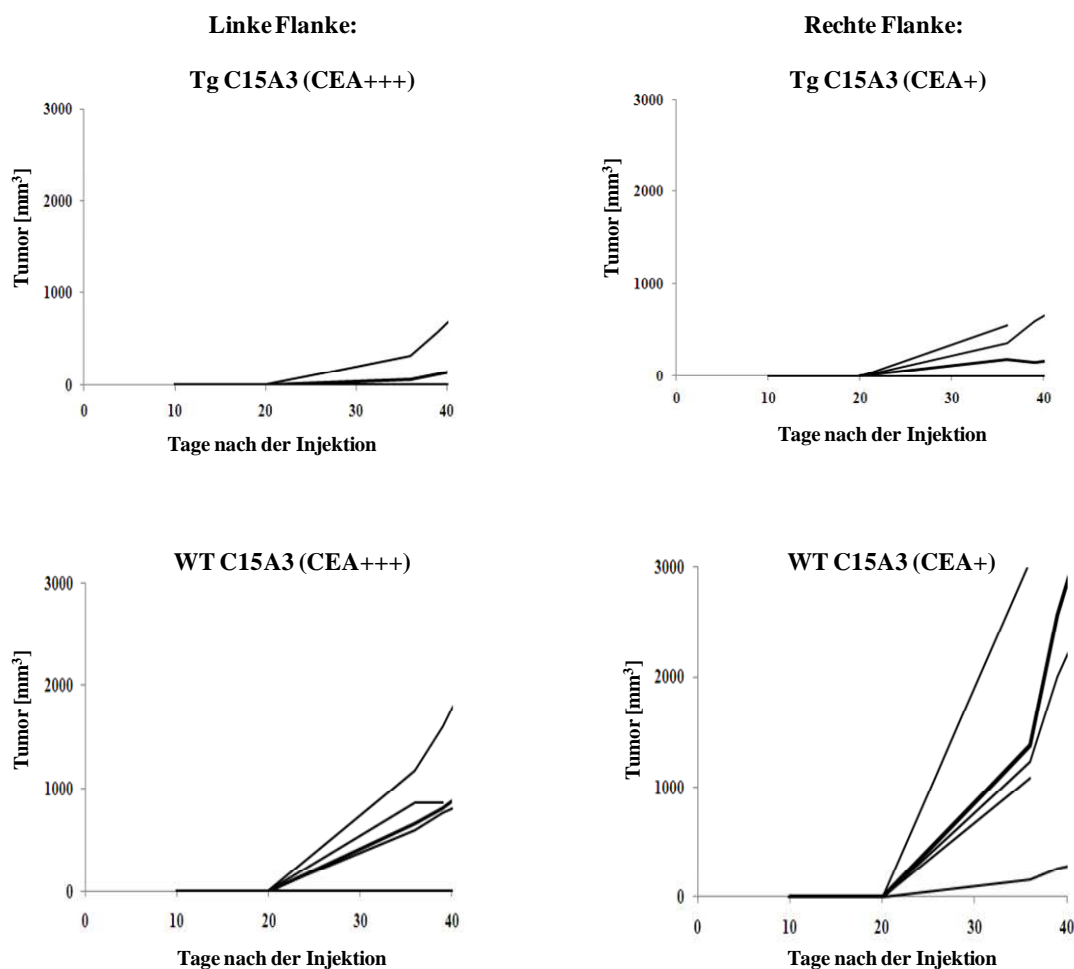 Linke Flanke:
Rechte Flanke:
Tg C15A3 (CEA+++)
Tg C15A3 (CEA+)
3000
2000
1000
0
Tumor [mm³]
0 10 20 30 40
Tage nach der Injektion
3000
2000
1000
0
Tumor [mm³]
0 10 20 30 40
Tage nach der Injektion
WT C15A3 (CEA+++)
WT C15A3 (CEA+)
3000
2000
1000
0
Tumor [mm³]
0 10 20 30 40
Tage nach der Injektion
3000
2000
1000
0
Tumor [mm³]
0 10 20 30 40
Tage nach der Injektion